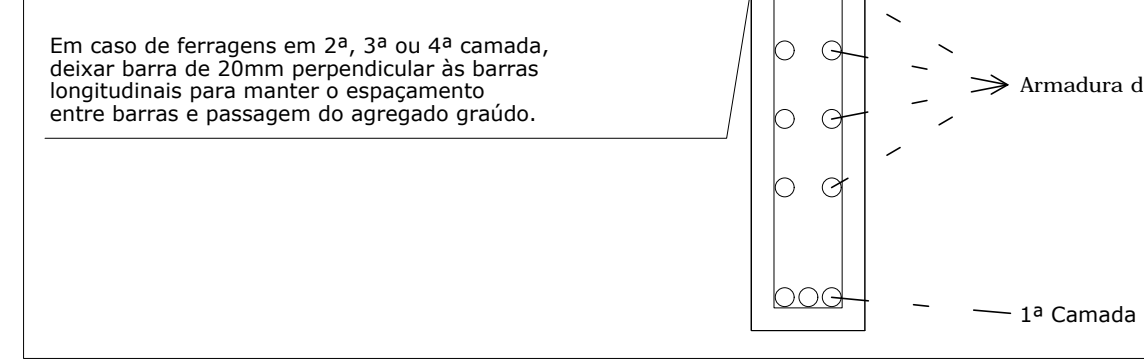 Em caso de ferragens em 2ª, 3ª ou 4ª camada,
deixar barra de 20mm perpendicular às barras
longitudinais para manter o espaçamento
entre barras e passagem do agregado graúdo.
Armadura d
1ª Camada